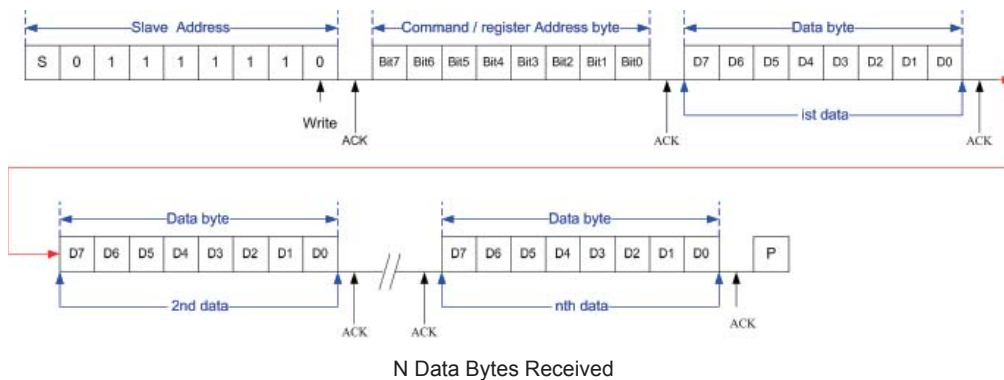 Slave Address Command / register Address byte Data byte
S 0 1 1 1 1 1 1 0 Bit7 Bit6 Bit5 Bit4 Bit3 Bit2 Bit1 Bit0 D7 D6 D5 D4 D3 D2 D1 D0
ist data
Write ACK ACK ACK
Data byte Data byte
D7 D6 D5 D4 D3 D2 D1 D0 D7 D6 D5 D4 D3 D2 D1 D0 P
2nd data nth data
ACK ACK ACK
N Data Bytes Received